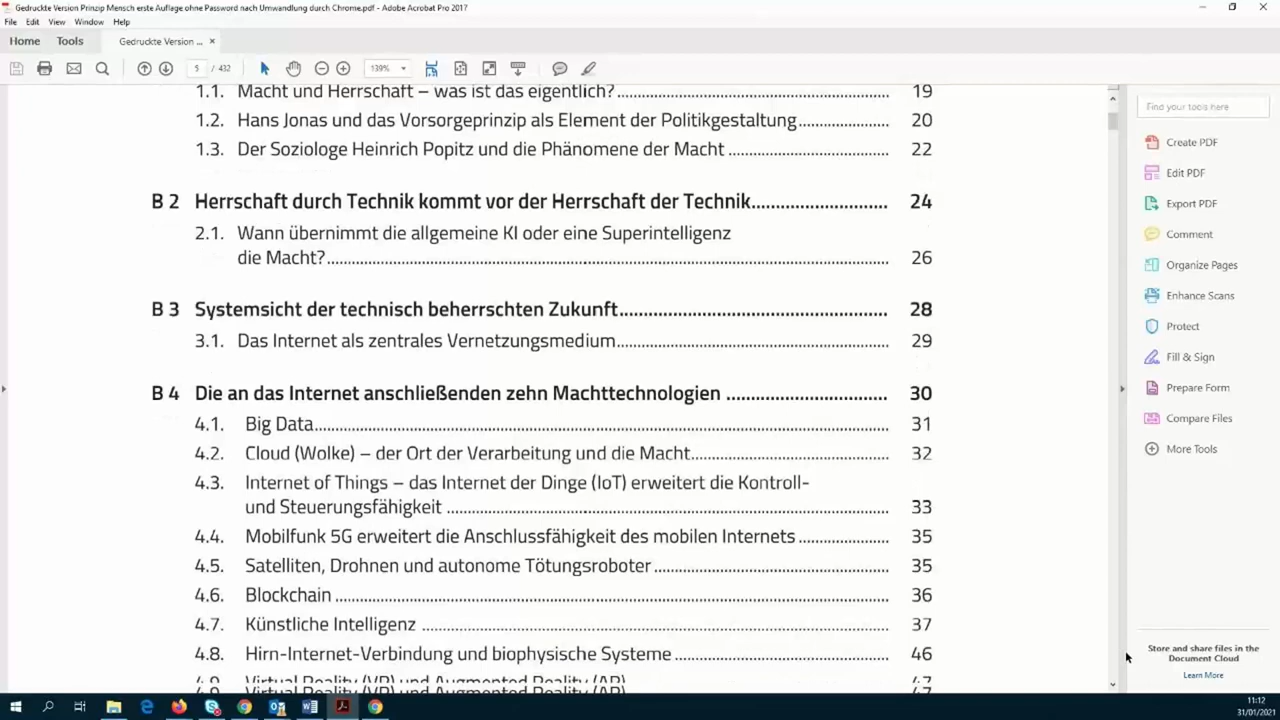 Gedruckte Version Prinzip Mensch erste Auflage ohne Password nach Umwandlung durch Chrome.pdf - Adobe Acrobat Pro 2017
File Edit View Window Help
Home Tools Gedruckte Version ... ×
5 / 432 139%
1.1. Macht und Herrschaft – was ist das eigentlich? 19
1.2. Hans Jonas und das Vorsorgeprinzip als Element der Politikgestaltung 20
1.3. Der Soziologe Heinrich Popitz und die Phänomene der Macht 22
B 2 Herrschaft durch Technik kommt vor der Herrschaft der Technik 24
2.1. Wann übernimmt die allgemeine KI oder eine Superintelligenz
die Macht? 26
B 3 Systemsicht der technisch beherrschten Zukunft 28
3.1. Das Internet als zentrales Vernetzungsmedium 29
B 4 Die an das Internet anschließenden zehn Machttechnologien 30
4.1. Big Data 31
4.2. Cloud (Wolke) – der Ort der Verarbeitung und die Macht 32
4.3. Internet of Things – das Internet der Dinge (IoT) erweitert die Kontroll-
und Steuerungsfähigkeit 33
4.4. Mobilfunk 5G erweitert die Anschlussfähigkeit des mobilen Internets 35
4.5. Satelliten, Drohnen und autonome Tötungsroboter 35
4.6. Blockchain 36
4.7. Künstliche Intelligenz 37
4.8. Hirn-Internet-Verbindung und biophysische Systeme 46
4.9. Virtual Reality (VR) und Augmented Reality (AR) 47
Find your tools here
Create PDF
Edit PDF
Export PDF
Comment
Organize Pages
Enhance Scans
Protect
Fill & Sign
Prepare Form
Compare Files
More Tools
Store and share files in the
Document Cloud
Learn More
11:12
31/01/2021